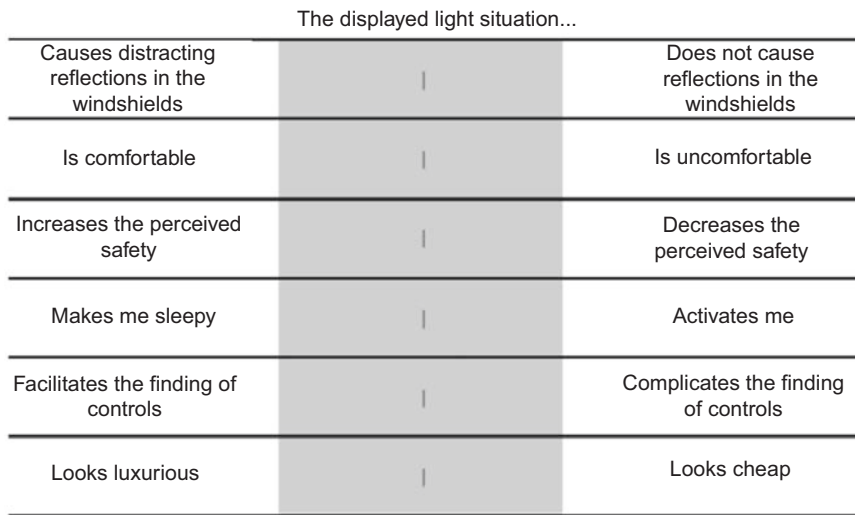 The displayed light situation...
Causes distracting
reflections in the
windshields
Does not cause
reflections in the
windshields
Is comfortable
Is uncomfortable
Increases the perceived
safety
Decreases the
perceived safety
Makes me sleepy
Activates me
Facilitates the finding of
controls
Complicates the finding
of controls
Looks luxurious
Looks cheap